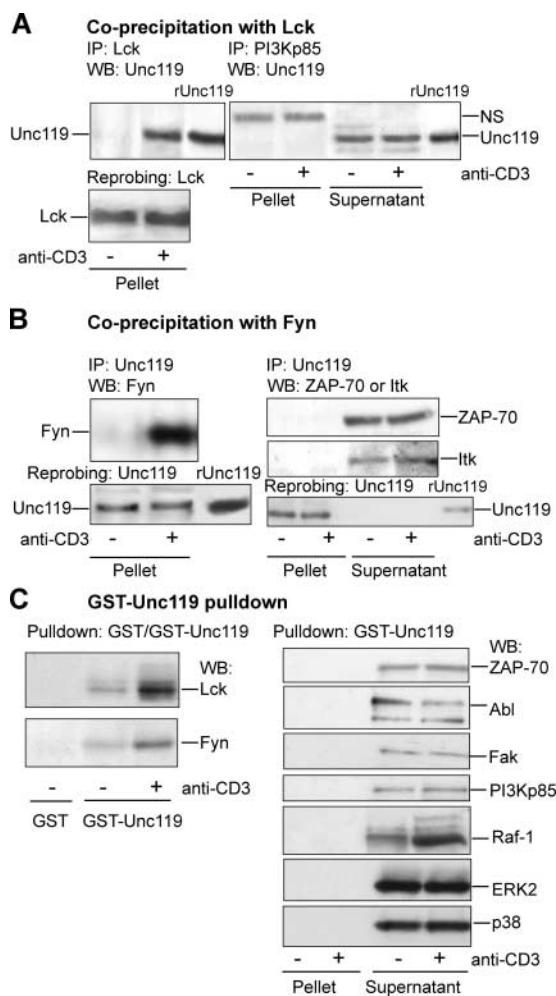 A Co-precipitation with Lck
IP: Lck IP: PI3Kp85
WB: Unc119 WB: Unc119
rUnc119 rUnc119
NS
Unc119 Unc119
- + - + anti-CD3
Reprobing: Lck Pellet Supernatant
Lck
anti-CD3 - +
Pellet
B Co-precipitation with Fyn
IP: Unc119 IP: Unc119
WB: Fyn WB: ZAP-70 or Itk
ZAP-70
Fyn
Itk
Reprobing: Unc119 rUnc119 Reprobing: Unc119 rUnc119
Unc119 Unc119
anti-CD3 - + - + - + anti-CD3
Pellet Pellet Supernatant
C GST-Unc119 pulldown
Pulldown: GST/GST-Unc119 Pulldown: GST-Unc119
WB: WB:
Lck ZAP-70
Abl
Fyn Fak
- - + anti-CD3 PI3Kp85
GST GST-Unc119
Raf-1
ERK2
p38
- + - + anti-CD3
Pellet Supernatant